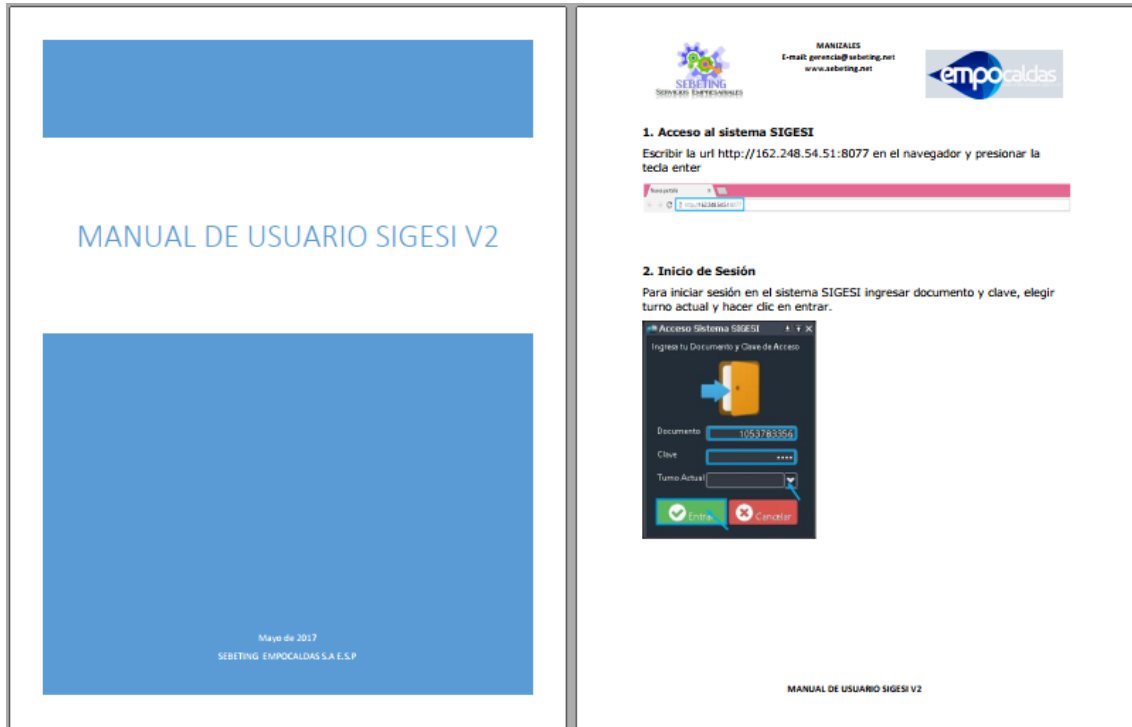 MANUAL DE USUARIO SIGESI V2
Mayo de 2017
SEBETING EMPOCALDAS S.A E.S.P
SEBETING
SERVICIOS EMPRESARIALES
MANIZALES
E-mail: gerencia@sebeting.net
www.sebeting.net
empocaldas
1. Acceso al sistema SIGESI
Escribir la url http://162.248.54.51:8077 en el navegador y presionar la
tecla enter
2. Inicio de Sesión
Para iniciar sesión en el sistema SIGESI ingresar documento y clave, elegir
turno actual y hacer clic en entrar.
Acceso Sistema SIGESI
Ingresa tu Documento y Clave de Acceso
Documento 1053783356
Clave ••••
Turno Actual
Entrar Cancelar
MANUAL DE USUARIO SIGESI V2